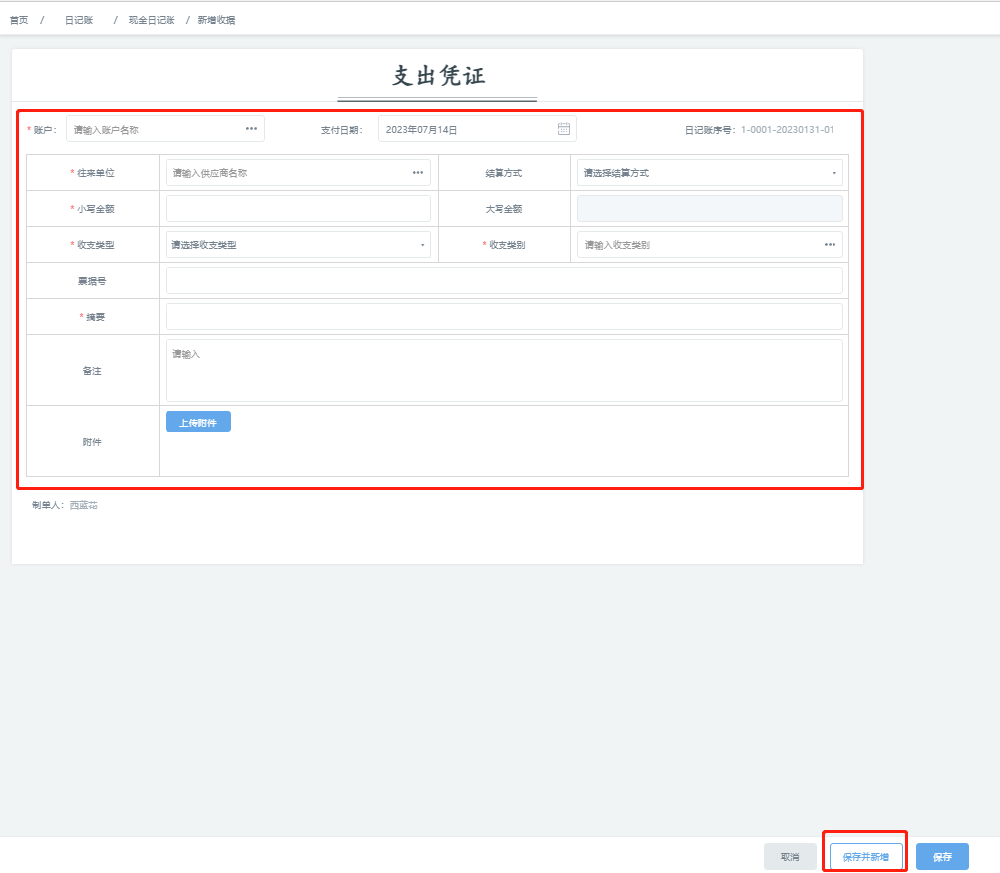 首页 / 日记账 / 现金日记账 / 新增收据
支出凭证
* 账户： 请输入账户名称 ••• 支付日期： 2023年07月14日 日记账序号：1-0001-20230131-01
* 往来单位 请输入供应商名称 ••• 结算方式 请选择结算方式
* 小写金额 大写金额
* 收支类型 请选择收支类型 * 收支类别 请输入收支类别 •••
票据号
* 摘要
备注 请输入
附件 上传附件
制单人：西蓝花
取消 保存并新增 保存